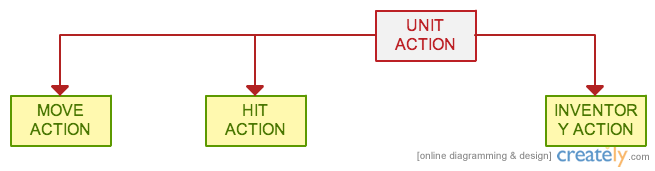 UNIT
ACTION
MOVE
ACTION
HIT
ACTION
INVENTOR
Y ACTION
[online diagramming & design] creately.com